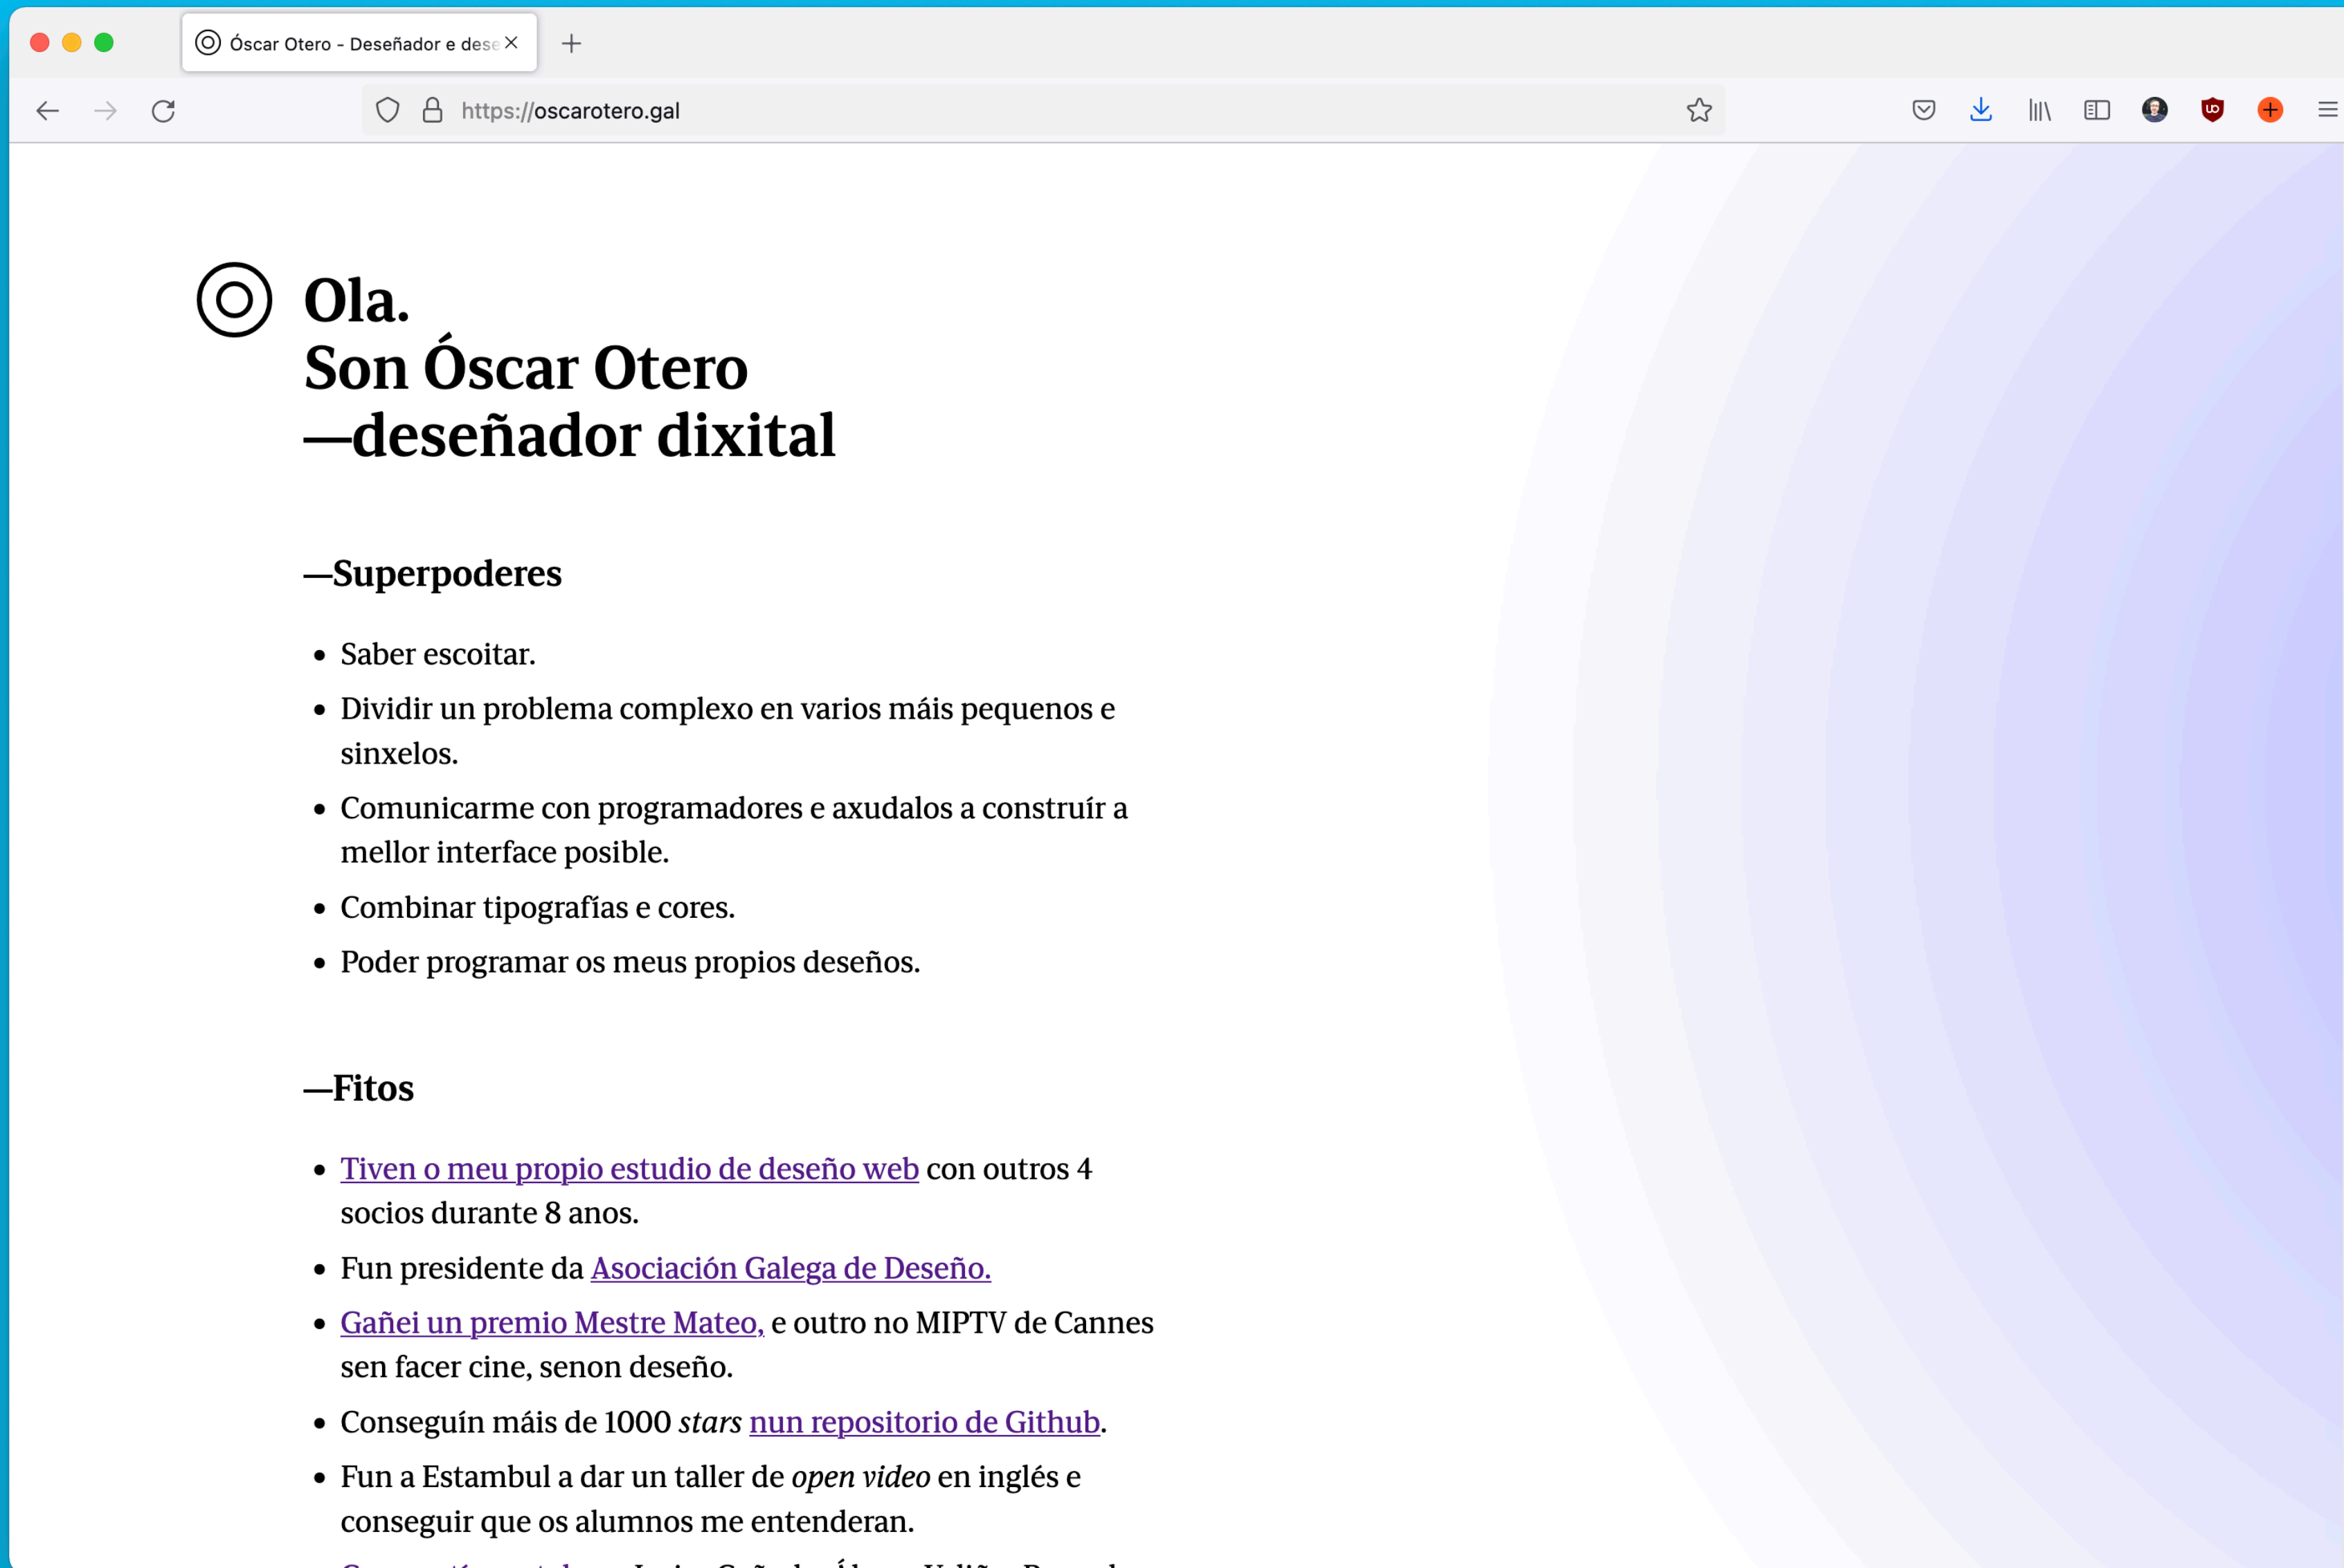 Óscar Otero - Deseñador e dese
https://oscarotero.gal
Ola.
Son Óscar Otero
—deseñador dixital
—Superpoderes
• Saber escoitar.
• Dividir un problema complexo en varios máis pequenos e
sinxelos.
• Comunicarme con programadores e axudalos a construír a
mellor interface posible.
• Combinar tipografías e cores.
• Poder programar os meus propios deseños.
—Fitos
• Tiven o meu propio estudio de deseño web con outros 4
socios durante 8 anos.
• Fun presidente da Asociación Galega de Deseño.
• Gañei un premio Mestre Mateo, e outro no MIPTV de Cannes
sen facer cine, senon deseño.
• Conseguín máis de 1000 stars nun repositorio de Github.
• Fun a Estambul a dar un taller de open video en inglés e
conseguir que os alumnos me entenderan.